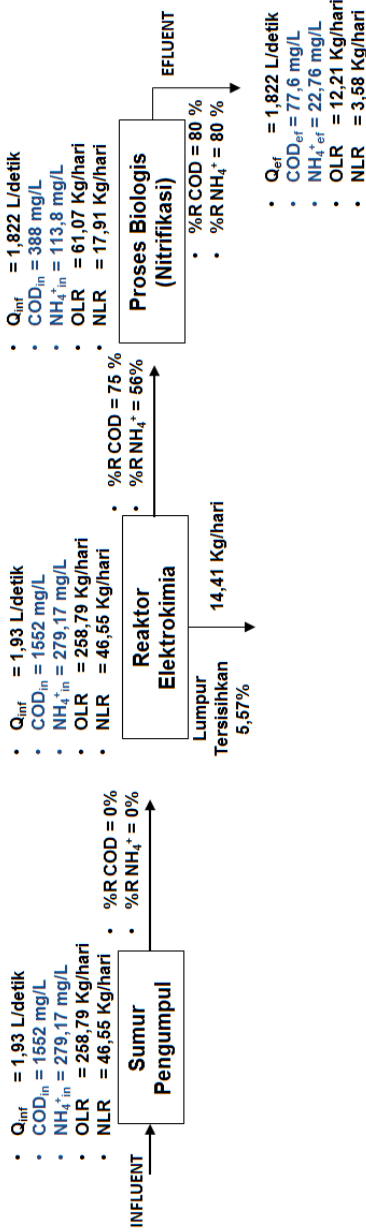 INFLUENT
• Qinf = 1,93 L/detik
• CODin = 1552 mg/L
• NH4+in = 279,17 mg/L
• OLR = 258,79 Kg/hari
• NLR = 46,55 Kg/hari
Sumur
Pengumpul
• %R COD = 0%
• %R NH4+ = 0%
• Qinf = 1,93 L/detik
• CODin = 1552 mg/L
• NH4+in = 279,17 mg/L
• OLR = 258,79 Kg/hari
• NLR = 46,55 Kg/hari
Reaktor
Elektrokimia
Lumpur
Tersisihkan
5,57%
14,41 Kg/hari
• %R COD = 75 %
• %R NH4+ = 56%
• Qinf = 1,822 L/detik
• CODin = 388 mg/L
• NH4+in = 113,8 mg/L
• OLR = 61,07 Kg/hari
• NLR = 17,91 Kg/hari
Proses Biologis
(Nitrifikasi)
EFLUENT
• %R COD = 80 %
• %R NH4+ = 80 %
• Qef = 1,822 L/detik
• CODef = 77,6 mg/L
• NH4+ef = 22,76 mg/L
• OLR = 12,21 Kg/hari
• NLR = 3,58 Kg/hari